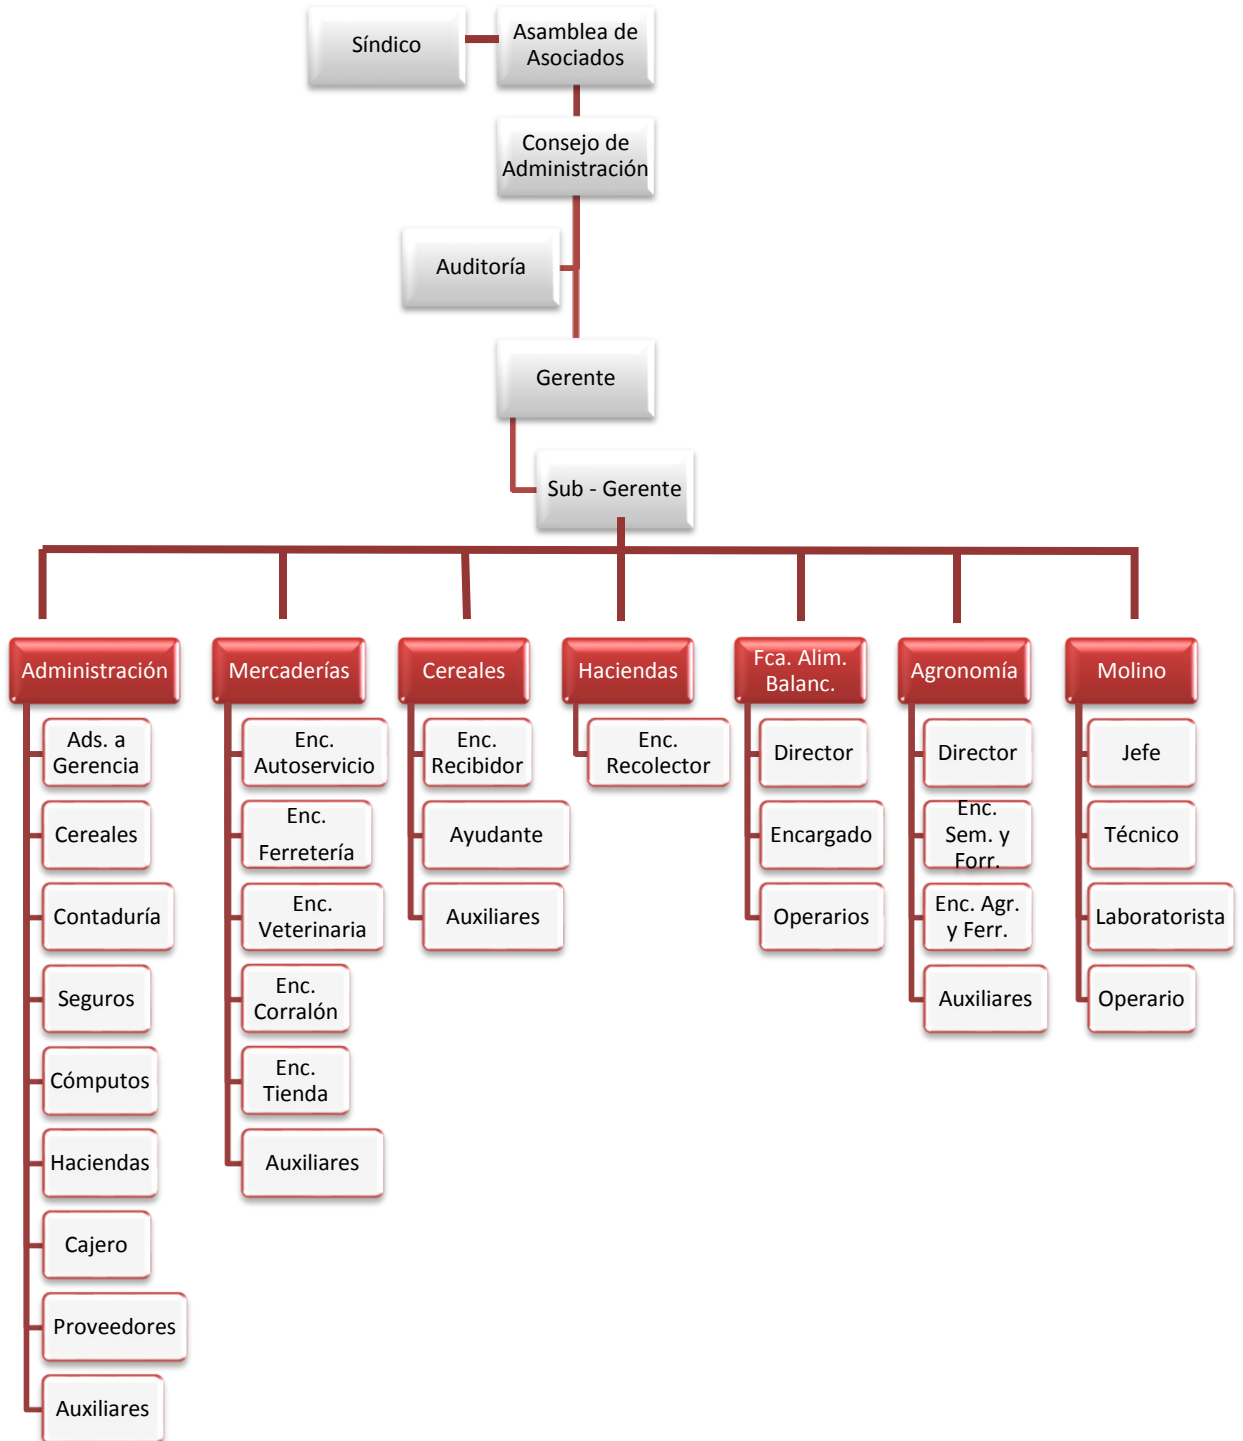 Síndico
Asamblea de
Asociados
Consejo de
Administración
Auditoría
Gerente
Sub - Gerente
Administración
Ads. a
Gerencia
Cereales
Contaduría
Seguros
Cómputos
Haciendas
Cajero
Proveedores
Auxiliares
Mercaderías
Enc.
Autoservicio
Enc.
Ferretería
Enc.
Veterinaria
Enc.
Corralón
Enc.
Tienda
Auxiliares
Cereales
Enc.
Recibidor
Ayudante
Auxiliares
Haciendas
Enc.
Recolector
Fca. Alim.
Balanc.
Director
Encargado
Operarios
Agronomía
Director
Enc.
Sem. y
Forr.
Enc. Agr.
y Ferr.
Auxiliares
Molino
Jefe
Técnico
Laboratorista
Operario